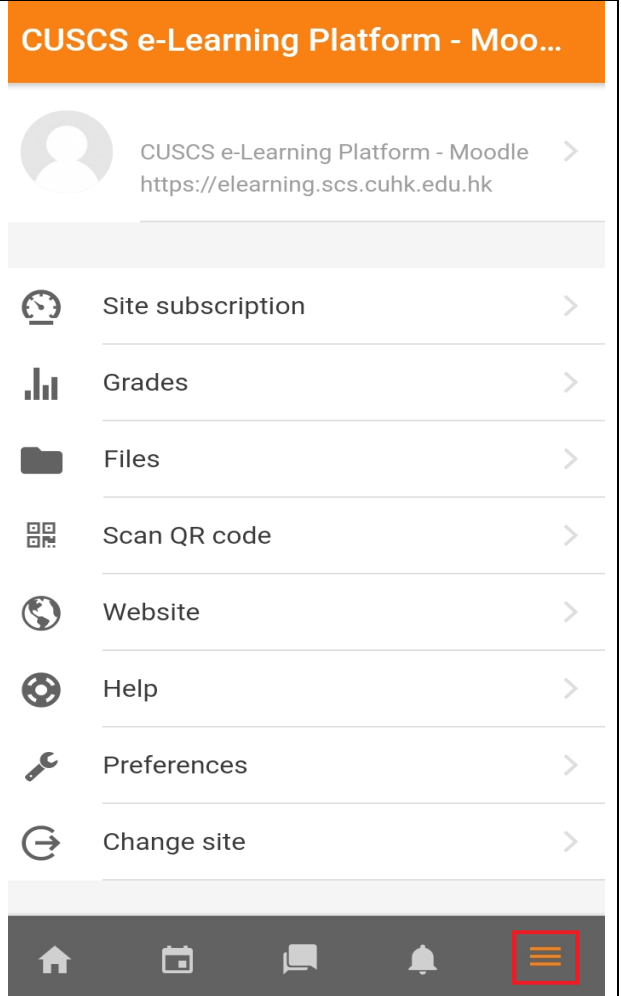 CUSCS e-Learning Platform - Moo...
CUSCS e-Learning Platform - Moodle
https://elearning.scs.cuhk.edu.hk
Site subscription
Grades
Files
Scan QR code
Website
Help
Preferences
Change site